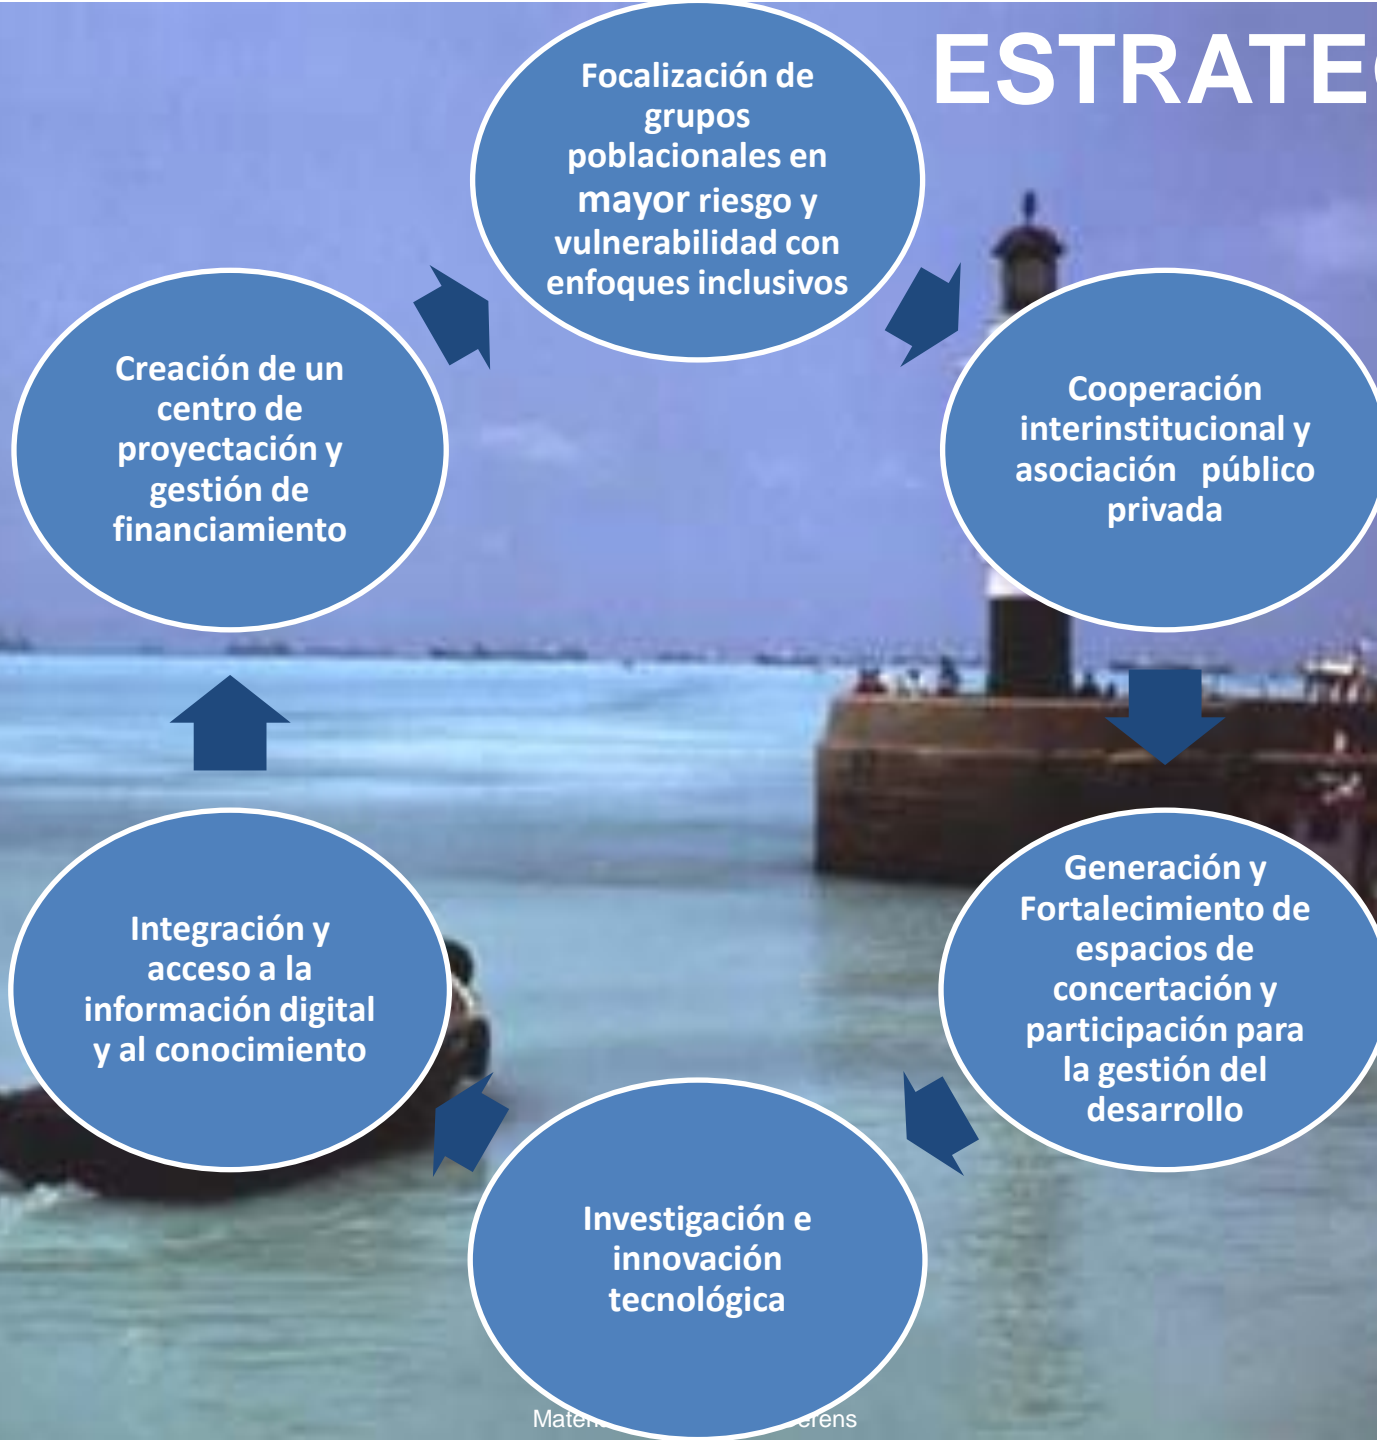 ESTRATEG
Focalización de
grupos
poblacionales en
mayor riesgo y
vulnerabilidad con
enfoques inclusivos
Cooperación
interinstitucional y
asociación público
privada
Generación y
Fortalecimiento de
espacios de
concertación y
participación para
la gestión del
desarrollo
Investigación e
innovación
tecnológica
Integración y
acceso a la
información digital
y al conocimiento
Creación de un
centro de
proyectación y
gestión de
financiamiento